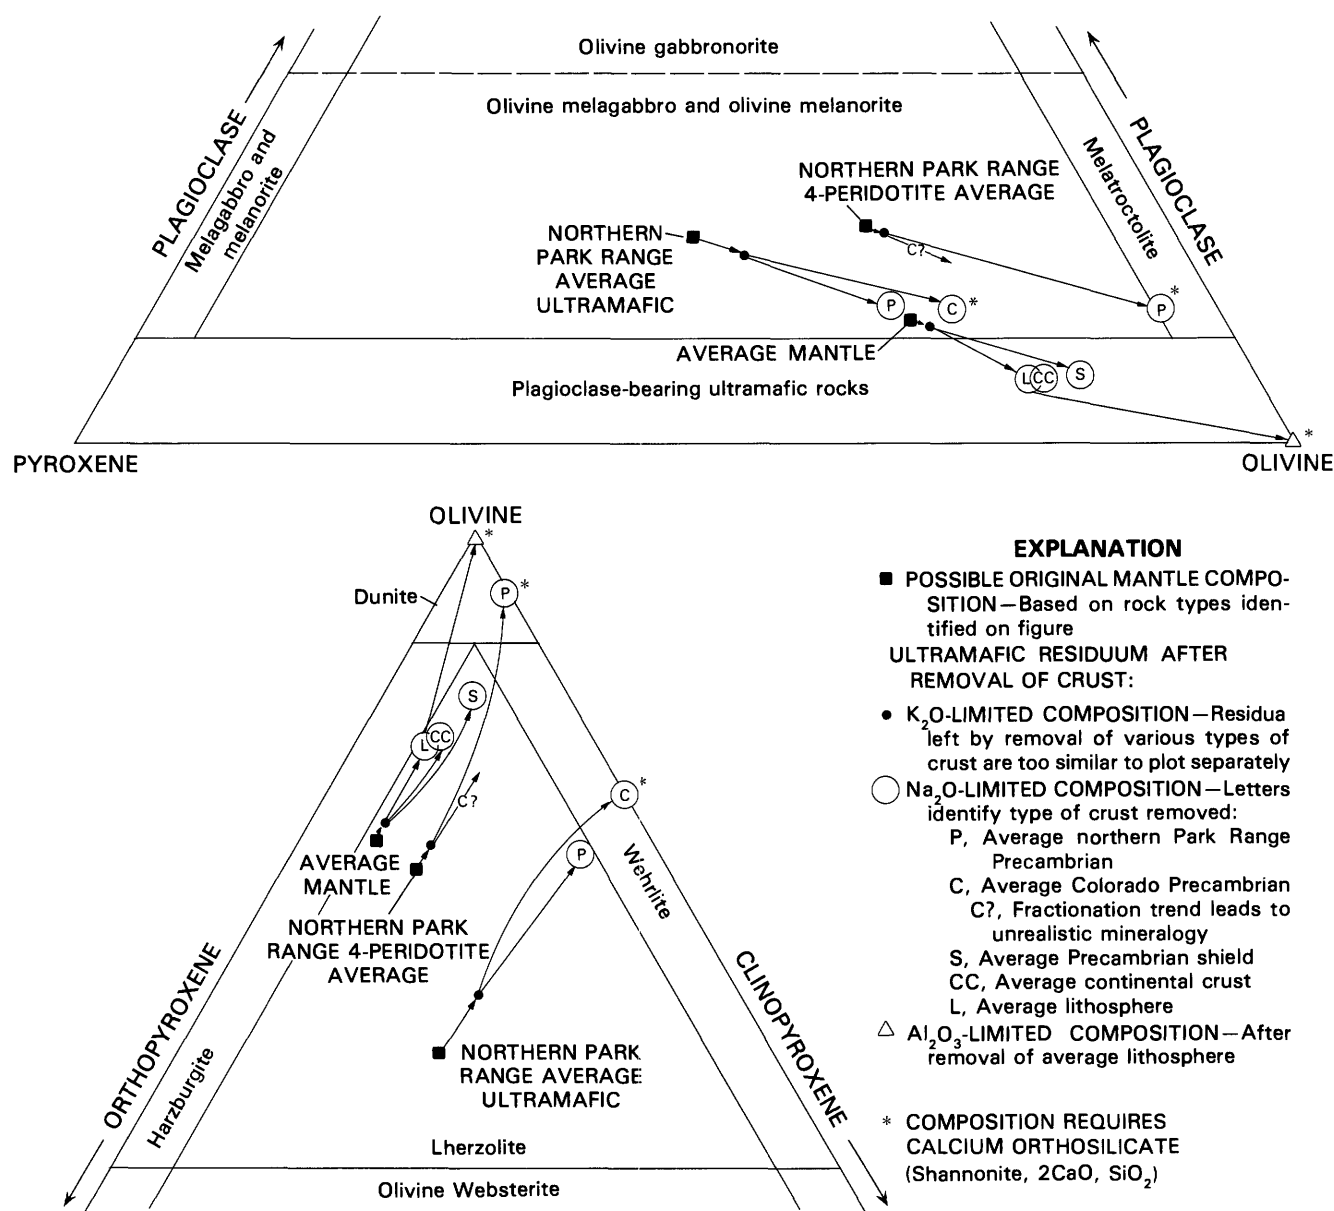 Olivine gabbronorite
Olivine melagabbro and olivine melanorite
PLAGIOCLASE
Melagabbro and
melanorite
PLAGIOCLASE
Melatroctolite
NORTHERN PARK RANGE
4-PERIDOTITE AVERAGE
C?
NORTHERN
PARK RANGE
AVERAGE
ULTRAMAFIC
P
C *
P *
AVERAGE MANTLE
L
CC
S
Plagioclase-bearing ultramafic rocks
*
PYROXENE
OLIVINE
OLIVINE
*
Dunite
P *
S
L
CC
C?
C *
P
AVERAGE
MANTLE
NORTHERN PARK
RANGE 4-PERIDOTITE
AVERAGE
Wehrlite
ORTHOPYROXENE
CLINOPYROXENE
Harzburgite
NORTHERN PARK
RANGE AVERAGE
ULTRAMAFIC
Lherzolite
Olivine Websterite
EXPLANATION
POSSIBLE ORIGINAL MANTLE COMPO-
SITION—Based on rock types iden-
tified on figure
ULTRAMAFIC RESIDUUM AFTER
REMOVAL OF CRUST:
K₂O-LIMITED COMPOSITION—Residua
left by removal of various types of
crust are too similar to plot separately
Na₂O-LIMITED COMPOSITION—Letters
identify type of crust removed:
P, Average northern Park Range
Precambrian
C, Average Colorado Precambrian
C?, Fractionation trend leads to
unrealistic mineralogy
S, Average Precambrian shield
CC, Average continental crust
L, Average lithosphere
Al₂O₃-LIMITED COMPOSITION—After
removal of average lithosphere
* COMPOSITION REQUIRES
CALCIUM ORTHOSILICATE
(Shannonite, 2CaO, SiO₂)